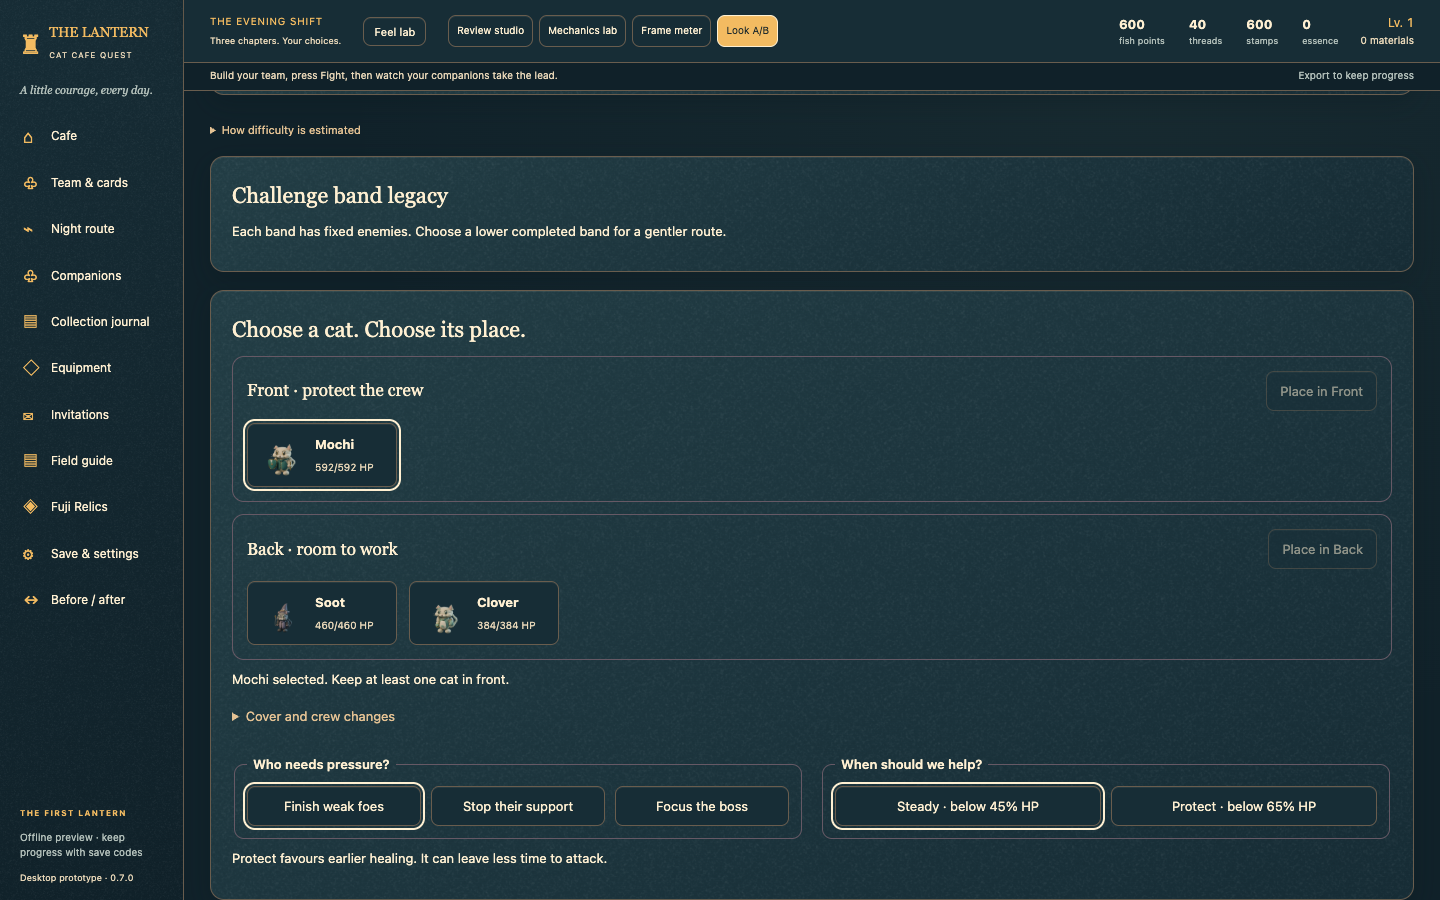 THE LANTERN
CAT CAFE QUEST
A little courage, every day.
Cafe
Team & cards
Night route
Companions
Collection journal
Equipment
Invitations
Field guide
Fuji Relics
Save & settings
Before / after
THE FIRST LANTERN
Offline preview · keep
progress with save codes
Desktop prototype · 0.7.0
THE EVENING SHIFT
Three chapters. Your choices.
Feel lab
Review studio
Mechanics lab
Frame meter
Look A/B
600
fish points
40
threads
600
stamps
0
essence
Lv. 1
0 materials
Build your team, press Fight, then watch your companions take the lead.
Export to keep progress
How difficulty is estimated
Challenge band legacy
Each band has fixed enemies. Choose a lower completed band for a gentler route.
Choose a cat. Choose its place.
Front · protect the crew
Place in Front
Mochi
592/592 HP
Back · room to work
Place in Back
Soot
460/460 HP
Clover
384/384 HP
Mochi selected. Keep at least one cat in front.
Cover and crew changes
Who needs pressure?
Finish weak foes
Stop their support
Focus the boss
When should we help?
Steady · below 45% HP
Protect · below 65% HP
Protect favours earlier healing. It can leave less time to attack.